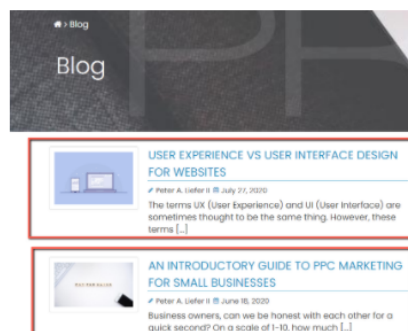 > Blog
Blog
USER EXPERIENCE VS USER INTERFACE DESIGN
FOR WEBSITES
Peter A. Liefer II July 27, 2020
The terms UX (User Experience) and UI (User Interface) are
sometimes thought to be the same thing. However, these
terms [...]
AN INTRODUCTORY GUIDE TO PPC MARKETING
FOR SMALL BUSINESSES
Peter A. Liefer II June 16, 2020
Business owners, can we be honest with each other for a
quick second? On a scale of 1-10, how much [...]